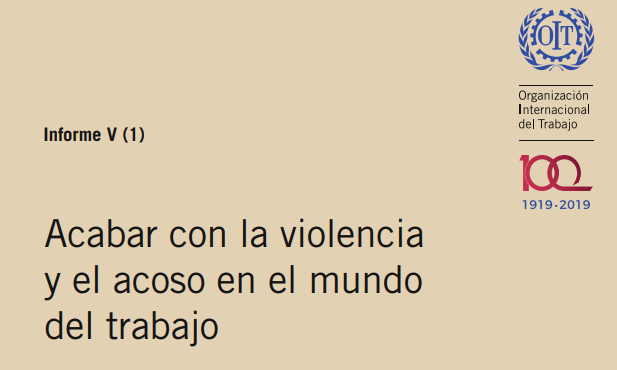 OIT
Organización
Internacional
del Trabajo
100
1919·2019
Informe V (1)
Acabar con la violencia
y el acoso en el mundo
del trabajo